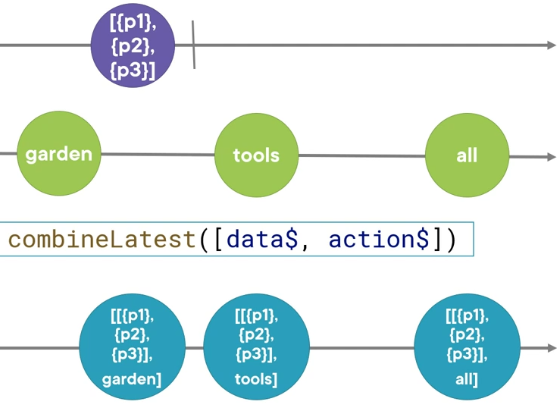 [{p1},
{p2},
{p3}]
garden
tools
all
combineLatest([data$, action$])
[[{p1},
{p2},
{p3}],
garden]
[[{p1},
{p2},
{p3}],
tools]
[[{p1},
{p2},
{p3}],
all]